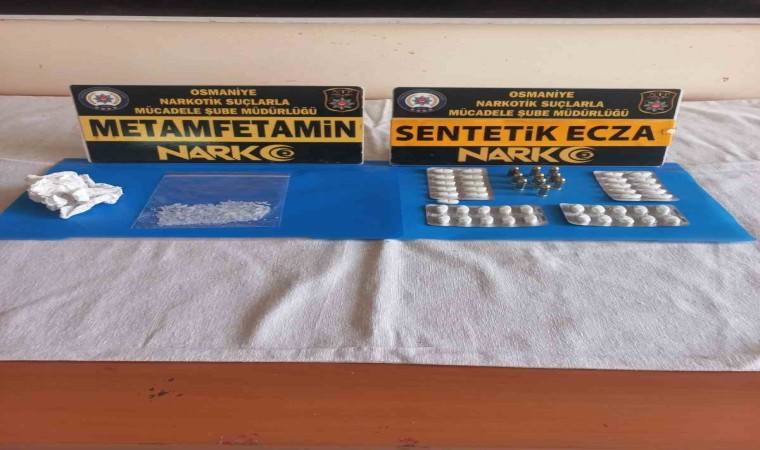 OSMANİYE
NARKOTİK SUÇLARLA
MÜCADELE ŞUBE MÜDÜRLÜĞÜ
METAMFETAMİN
NARKO
OSMANİYE
NARKOTİK SUÇLARLA
MÜCADELE ŞUBE MÜDÜRLÜĞÜ
SENTETİK ECZA
NARKO